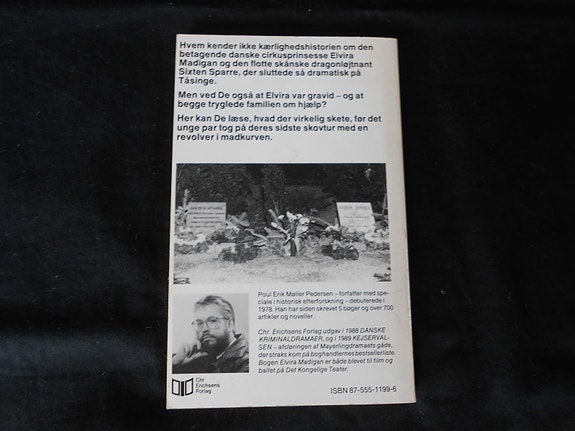 Hvem kender ikke kærlighedshistorien om den
betagende danske cirkusprinsesse Elvira
Madigan og den flotte skånske dragonløjtnant
Sixten Sparre, der sluttede så dramatisk på
Tåsinge.
Men ved De også at Elvira var gravid – og at
begge tryglede familien om hjælp?
Her kan De læse, hvad der virkelig skete, før det
unge par tog på deres sidste skovtur med en
revolver i madkurven.
Poul Erik Møller Pedersen – forfatter med spe-
ciale i historisk efterforskning – debuterede i
1978. Han har siden skrevet 5 bøger og over 700
artikler og noveller.
Chr. Erichsens Forlag udgav i 1988 DANSKE
KRIMINALDRAMAER, og i 1989 KEJSERVAL-
SEN – afsløringen af Mayerlingdramaets gåde,
der straks kom på boghandlernes bestsellerliste.
Bogen Elvira Madigan er både blevet til film og
ballet på Det Kongelige Teater.
Chr.
Erichsens
Forlag
ISBN 87-555-1199-6